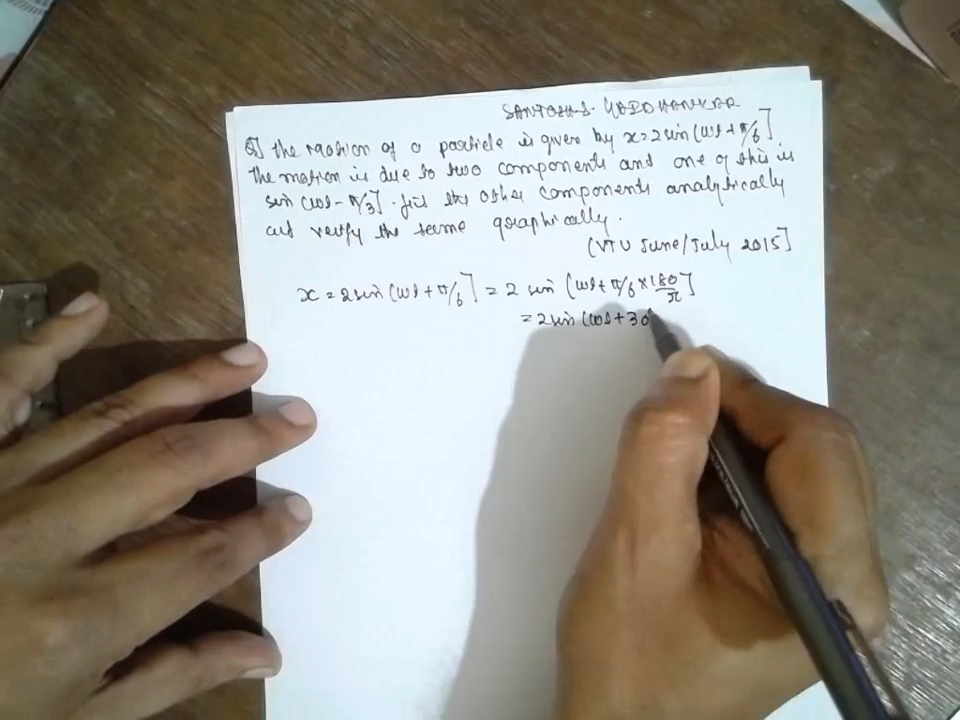 SANTOSH.S. YADDHANKAR
Q] The motion of a particle is given by x=2 sin(ωt+π/6]
The motion is due to two components and one of this is
sin (ωt-π/3]. find the other components analytically
and verify the same graphically.
(VTU June/July 2015]
x = 2 sin (ωt + π/6] = 2 sin (ωt + π/6 × 180/π]
= 2 sin (ωt + 30°